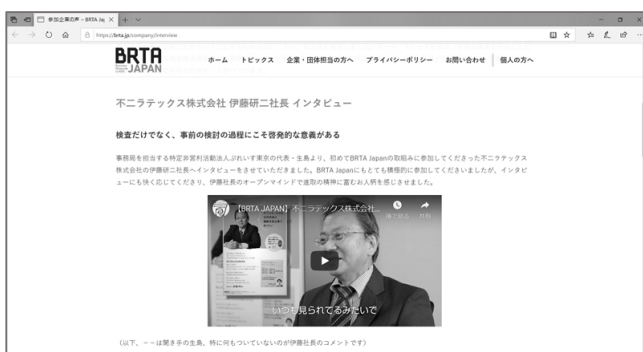 参加企業の声 – BRTA Jap
https://brta.jp/company/interview
BRTA
JAPAN
ホーム トピックス 企業・団体担当の方へ プライバシーポリシー お問い合わせ 個人の方へ
不二ラテックス株式会社 伊藤研二社長 インタビュー
検査だけでなく、事前の検討の過程にこそ啓発的な意義がある
事務局を担当する特定非営利活動法人ぷれいす東京の代表・生島より、初めてBRTA Japanの取組みに参加してくださった不二ラテックス
株式会社の伊藤研二社長へインタビューをさせていただきました。BRTA Japanにもとても積極的に参加してくださいましたが、インタビ
ューにも快く応じてくださり、伊藤社長のオープンマインドで進取の精神に富むお人柄を感じさせました。
【BRTA JAPAN】不二ラテックス株式会社...
後で見る 共有
いつも見られてるみたいで
（以下、－－は聞き手の生島、特に何もついていないのが伊藤社長のコメントです）